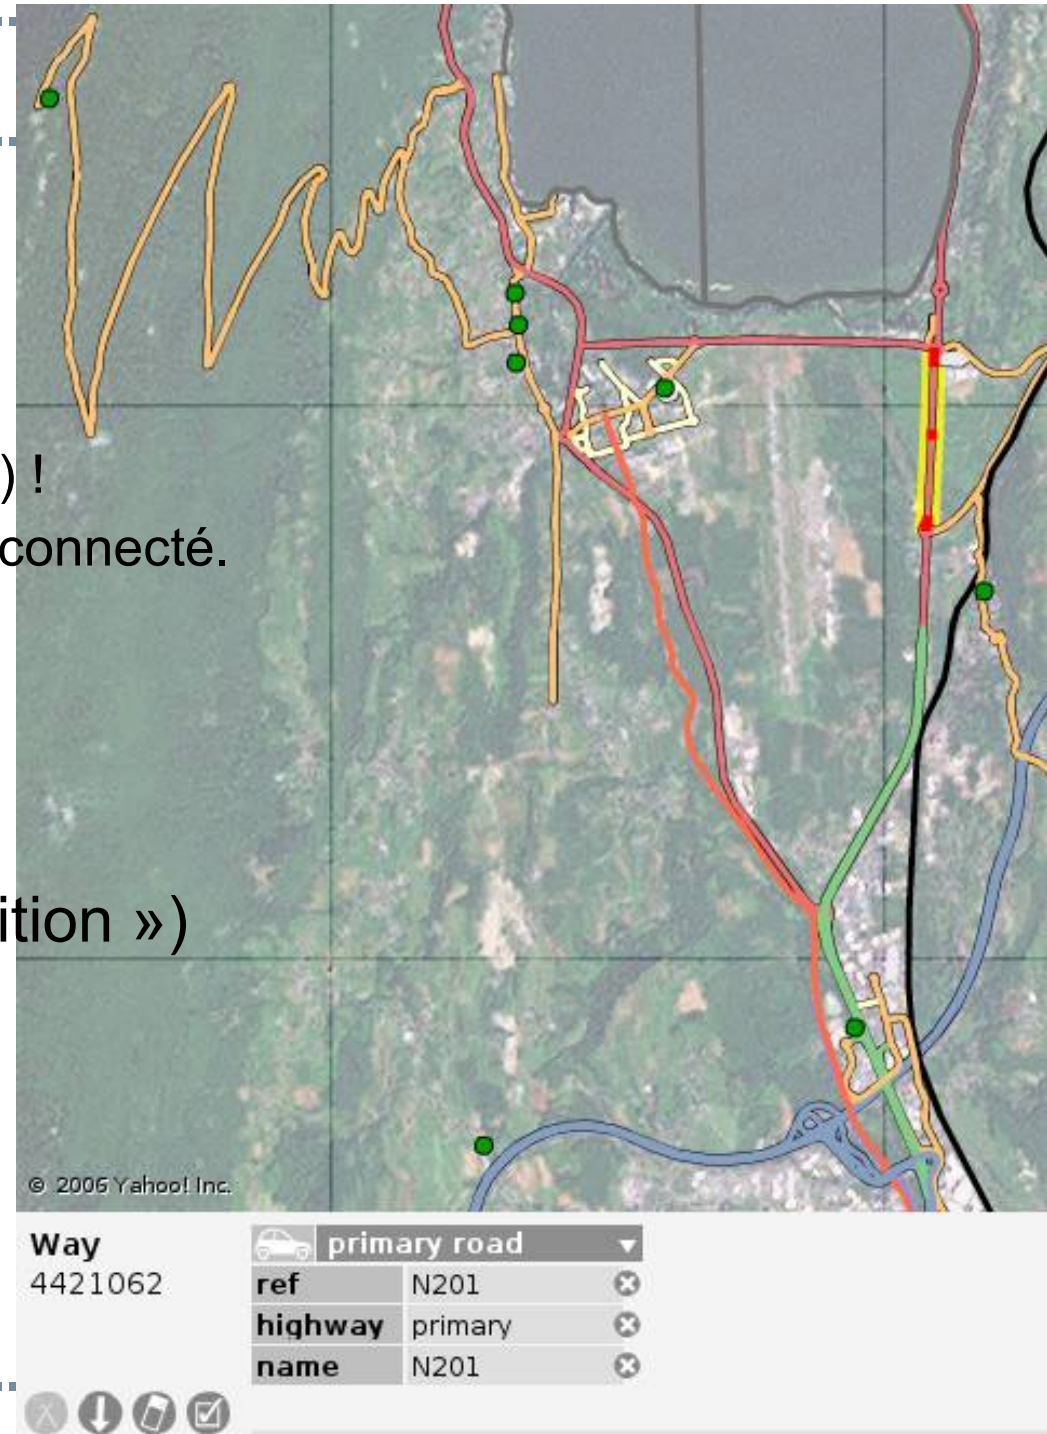 ) !
connecté.
ition »)
© 2006 Yahoo! Inc.
Way
4421062
primary road
ref N201
highway primary
name N201